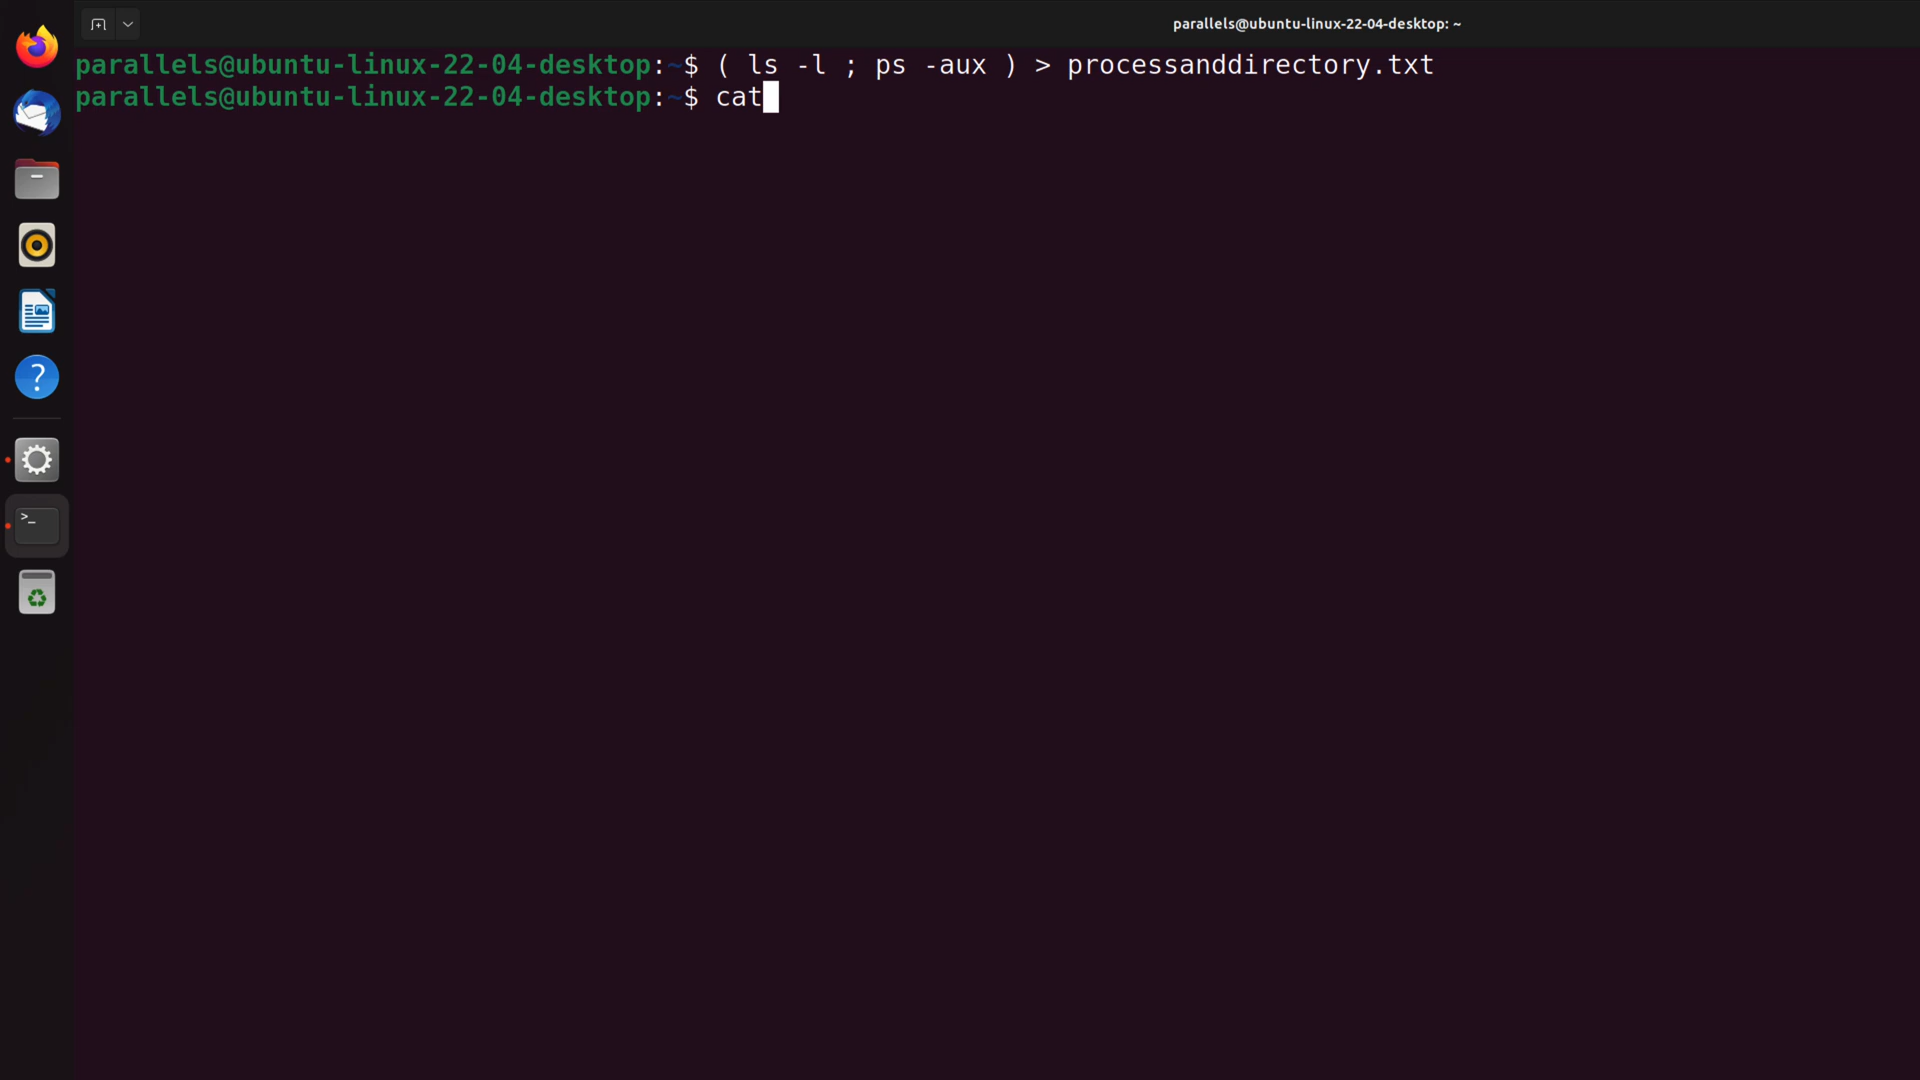 parallels@ubuntu-linux-22-04-desktop: ~
parallels@ubuntu-linux-22-04-desktop:~$ ( ls -l ; ps -aux ) > processanddirectory.txt
parallels@ubuntu-linux-22-04-desktop:~$ cat
?
>_